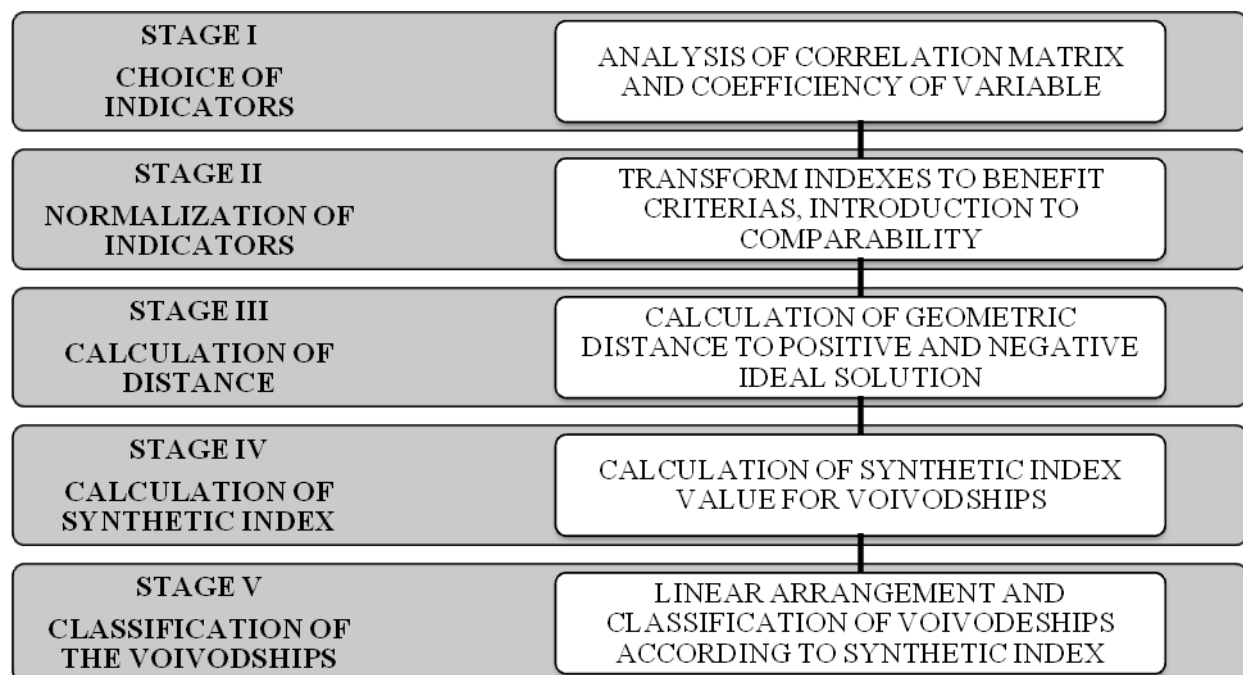 STAGE I
CHOICE OF
INDICATORS
ANALYSIS OF CORRELATION MATRIX
AND COEFFICIENCY OF VARIABLE
STAGE II
NORMALIZATION OF
INDICATORS
TRANSFORM INDEXES TO BENEFIT
CRITERIAS, INTRODUCTION TO
COMPARABILITY
STAGE III
CALCULATION OF
DISTANCE
CALCULATION OF GEOMETRIC
DISTANCE TO POSITIVE AND NEGATIVE
IDEAL SOLUTION
STAGE IV
CALCULATION OF
SYNTHETIC INDEX
CALCULATION OF SYNTHETIC INDEX
VALUE FOR VOIVODSHIPS
STAGE V
CLASSIFICATION OF
THE VOIVODSHIPS
LINEAR ARRANGEMENT AND
CLASSIFICATION OF VOIVODESHIPS
ACCORDING TO SYNTHETIC INDEX